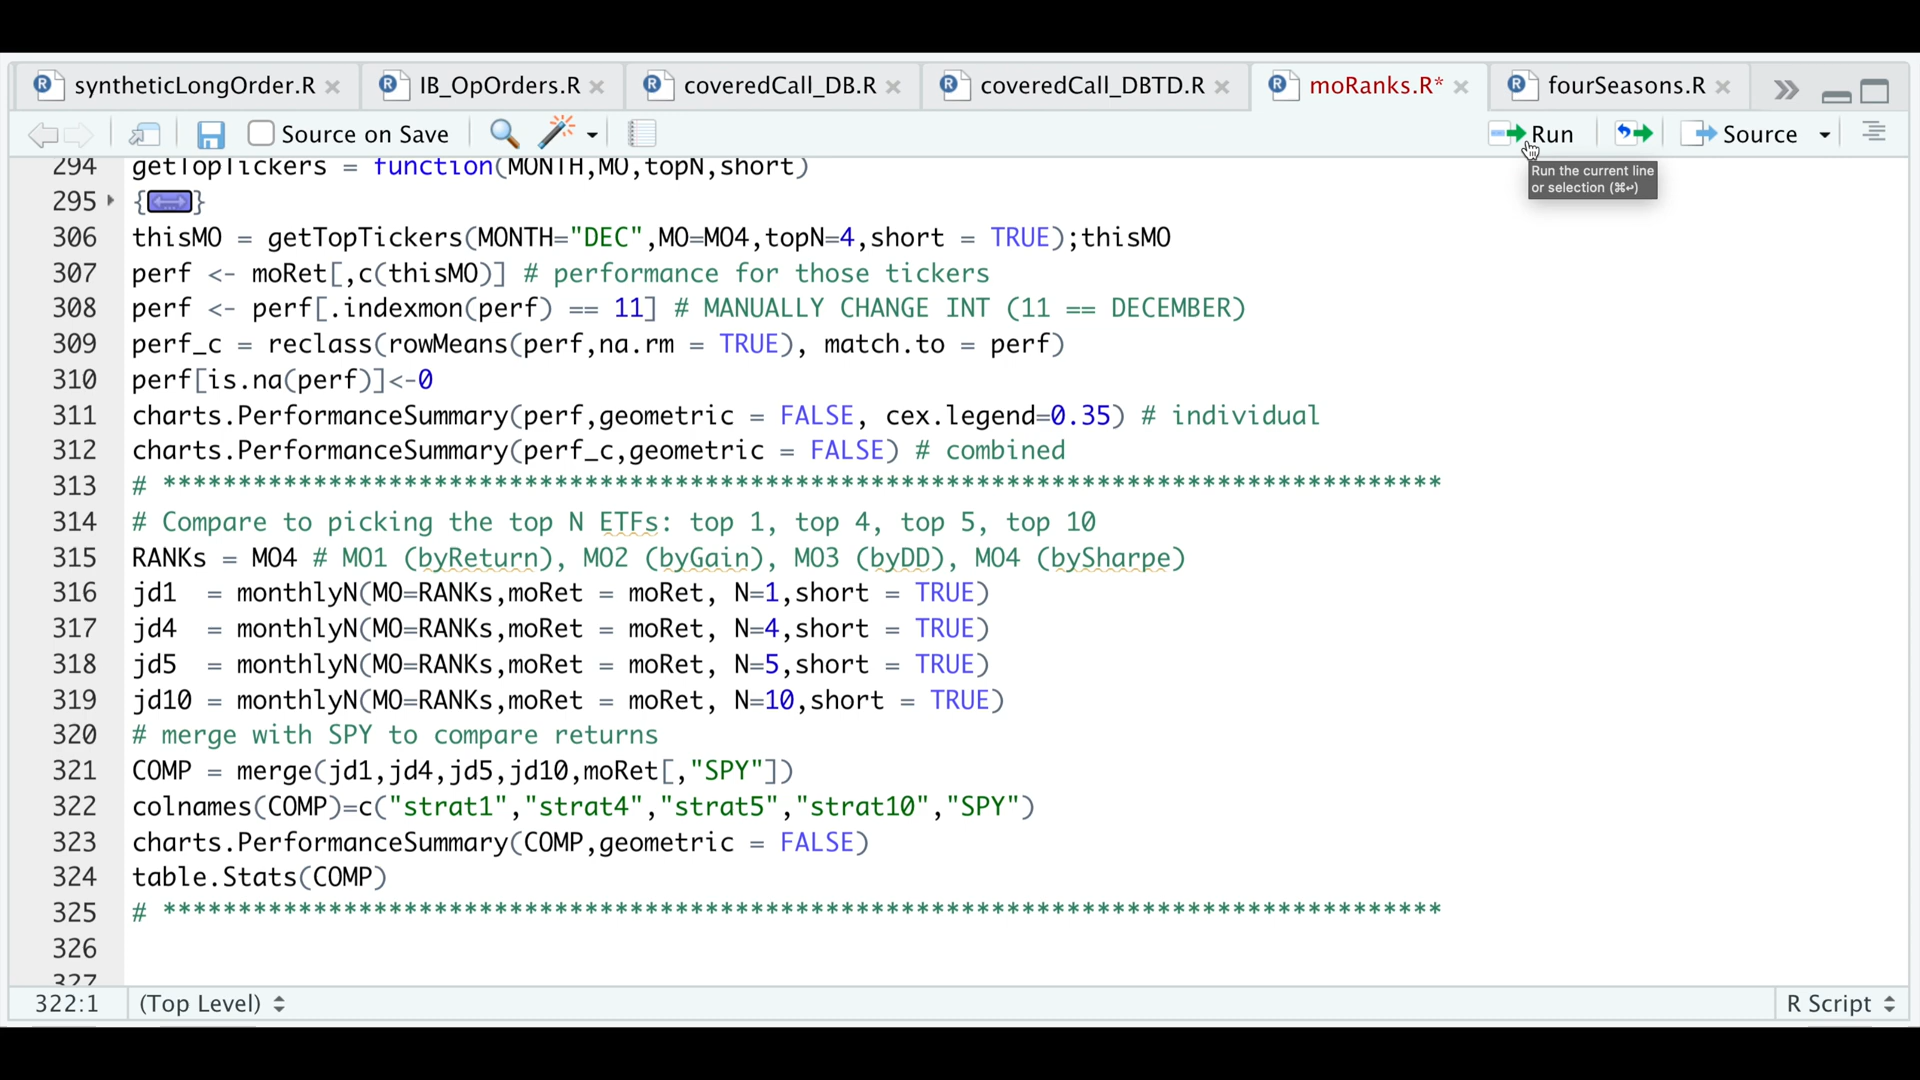 syntheticLongOrder.R IB_OpOrders.R coveredCall_DB.R coveredCall_DBTD.R moRanks.R* fourSeasons.R
Source on Save Run Source
Run the current line
or selection (⌘↩)
294 getTopTickers = function(MONTH,MO,topN,short)
295 {}
306 thisMO = getTopTickers(MONTH="DEC",MO=MO4,topN=4,short = TRUE);thisMO
307 perf <- moRet[,c(thisMO)] # performance for those tickers
308 perf <- perf[.indexmon(perf) == 11] # MANUALLY CHANGE INT (11 == DECEMBER)
309 perf_c = reclass(rowMeans(perf,na.rm = TRUE), match.to = perf)
310 perf[is.na(perf)]<-0
311 charts.PerformanceSummary(perf,geometric = FALSE, cex.legend=0.35) # individual
312 charts.PerformanceSummary(perf_c,geometric = FALSE) # combined
313 # *************************************************************************************
314 # Compare to picking the top N ETFs: top 1, top 4, top 5, top 10
315 RANKs = MO4 # MO1 (byReturn), MO2 (byGain), MO3 (byDD), MO4 (bySharpe)
316 jd1  = monthlyN(MO=RANKs,moRet = moRet, N=1,short = TRUE)
317 jd4  = monthlyN(MO=RANKs,moRet = moRet, N=4,short = TRUE)
318 jd5  = monthlyN(MO=RANKs,moRet = moRet, N=5,short = TRUE)
319 jd10 = monthlyN(MO=RANKs,moRet = moRet, N=10,short = TRUE)
320 # merge with SPY to compare returns
321 COMP = merge(jd1,jd4,jd5,jd10,moRet[,"SPY"])
322 colnames(COMP)=c("strat1","strat4","strat5","strat10","SPY")
323 charts.PerformanceSummary(COMP,geometric = FALSE)
324 table.Stats(COMP)
325 # *************************************************************************************
326
327
322:1 (Top Level) R Script